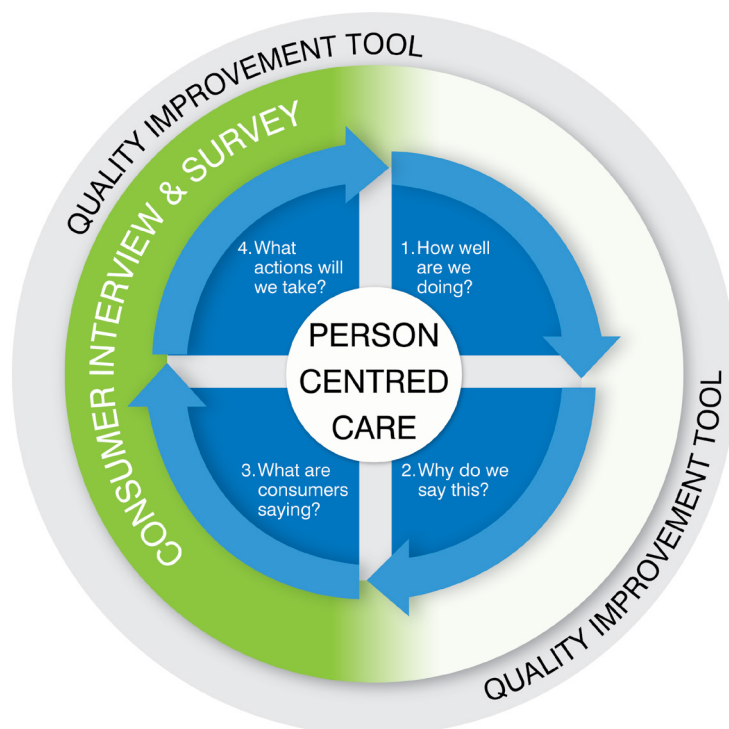 QUALITY IMPROVEMENT TOOL
CONSUMER INTERVIEW & SURVEY
4. What
actions will
we take?
1. How well
are we
doing?
PERSON
CENTRED
CARE
3. What are
consumers
saying?
2. Why do we
say this?
QUALITY IMPROVEMENT TOOL